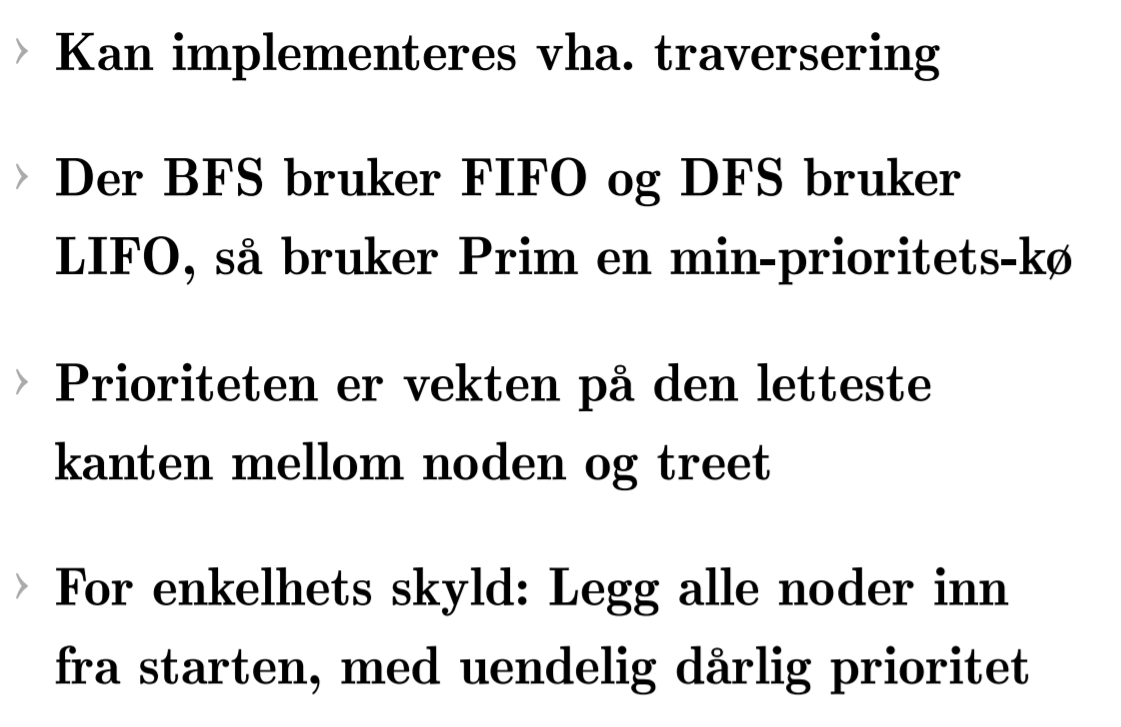 › Kan implementeres vha. traversering
› Der BFS bruker FIFO og DFS bruker
LIFO, så bruker Prim en min-prioritets-kø
› Prioriteten er vekten på den letteste
kanten mellom noden og treet
› For enkelhets skyld: Legg alle noder inn
fra starten, med uendelig dårlig prioritet